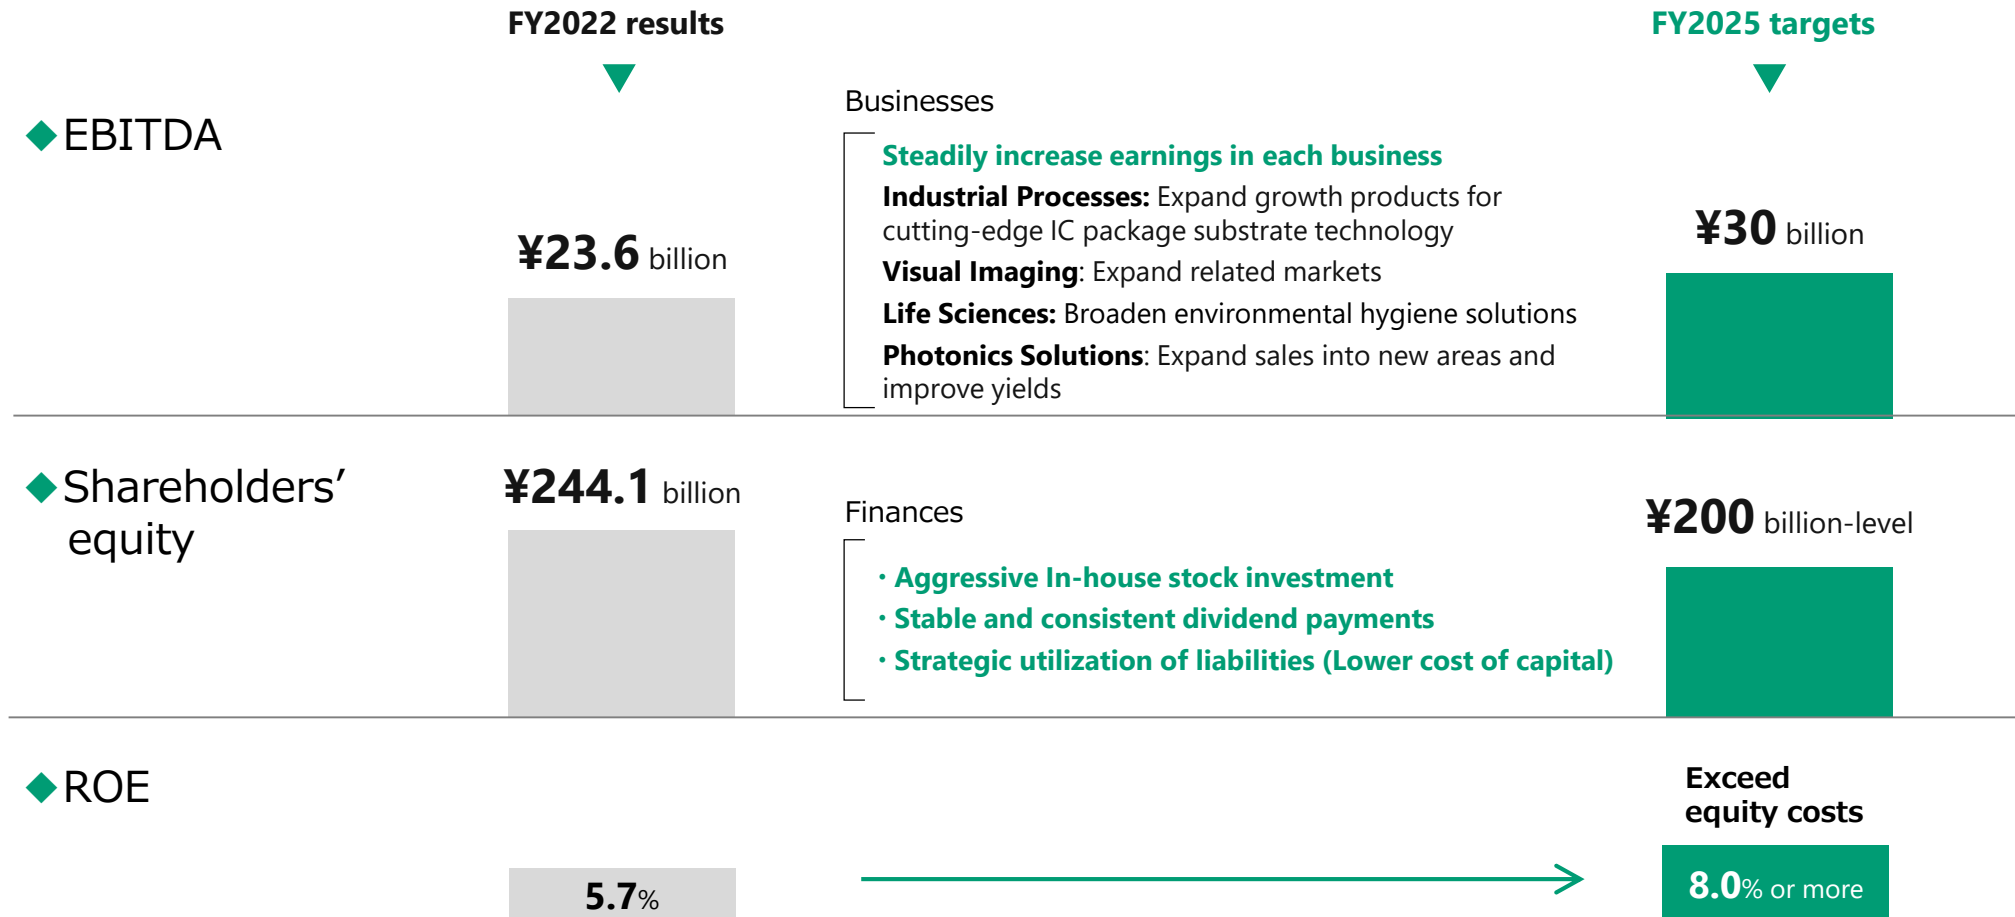 FY2022 results
FY2025 targets
◆EBITDA
¥23.6 billion
Businesses
Steadily increase earnings in each business
Industrial Processes: Expand growth products for
cutting-edge IC package substrate technology
Visual Imaging: Expand related markets
Life Sciences: Broaden environmental hygiene solutions
Photonics Solutions: Expand sales into new areas and
improve yields
¥30 billion
◆Shareholders’
equity
¥244.1 billion
Finances
・Aggressive In-house stock investment
・Stable and consistent dividend payments
・Strategic utilization of liabilities (Lower cost of capital)
¥200 billion-level
◆ROE
5.7%
Exceed
equity costs
8.0% or more